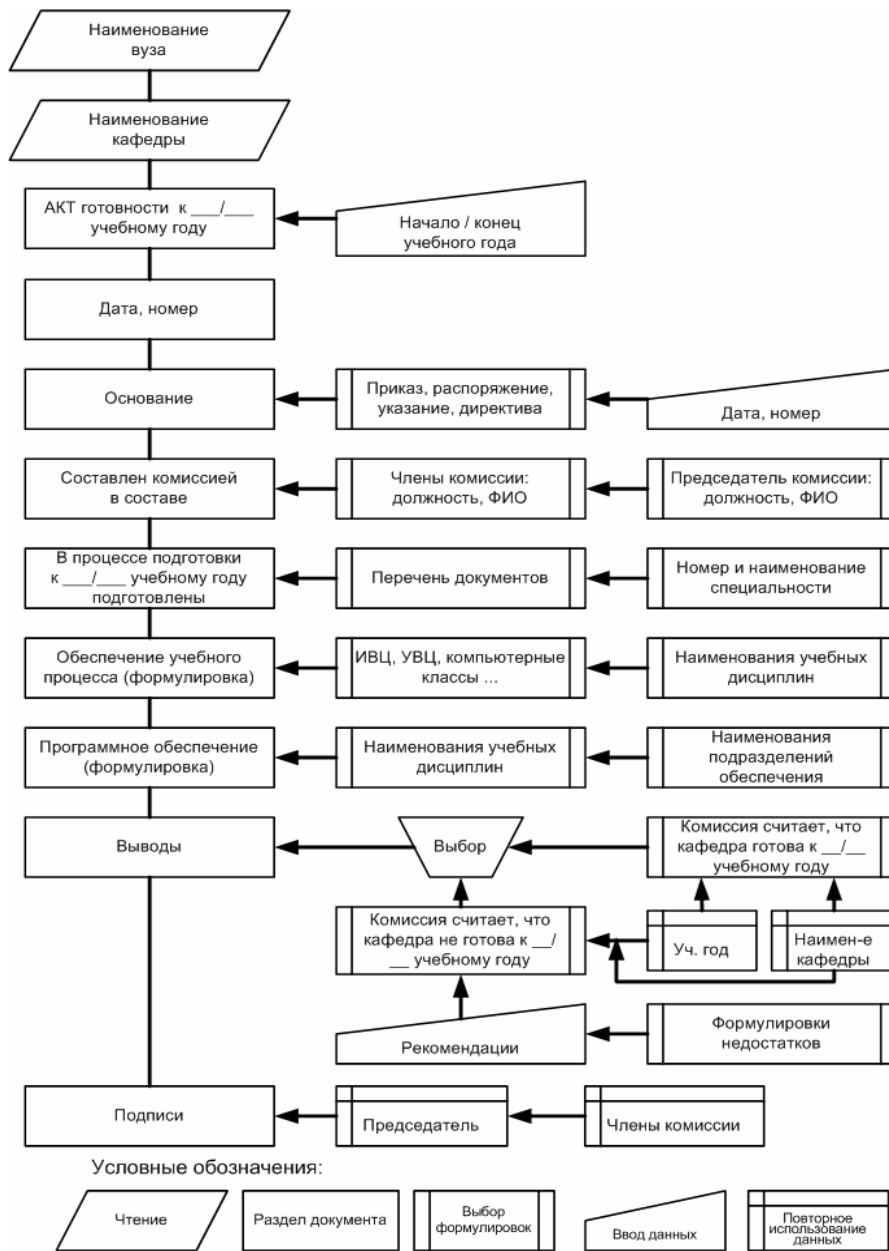 Наименование
вуза
Наименование
кафедры
АКТ готовности к ___/___
учебному году
Начало / конец
учебного года
Дата, номер
Основание
Приказ, распоряжение,
указание, директива
Дата, номер
Составлен комиссией
в составе
Члены комиссии:
должность, ФИО
Председатель комиссии:
должность, ФИО
В процессе подготовки
к ___/___ учебному году
подготовлены
Перечень документов
Номер и наименование
специальности
Обеспечение учебного
процесса (формулировка)
ИВЦ, УВЦ, компьютерные
классы ...
Наименования учебных
дисциплин
Программное обеспечение
(формулировка)
Наименования учебных
дисциплин
Наименования
подразделений
обеспечения
Выводы
Выбор
Комиссия считает, что
кафедра готова к __/__
учебному году
Комиссия считает, что
кафедра не готова к __/
__ учебному году
Уч. год
Наимен-е
кафедры
Рекомендации
Формулировки
недостатков
Подписи
Председатель
Члены комиссии
Условные обозначения:
Чтение
Раздел документа
Выбор
формулировок
Ввод данных
Повторное
использование
данных